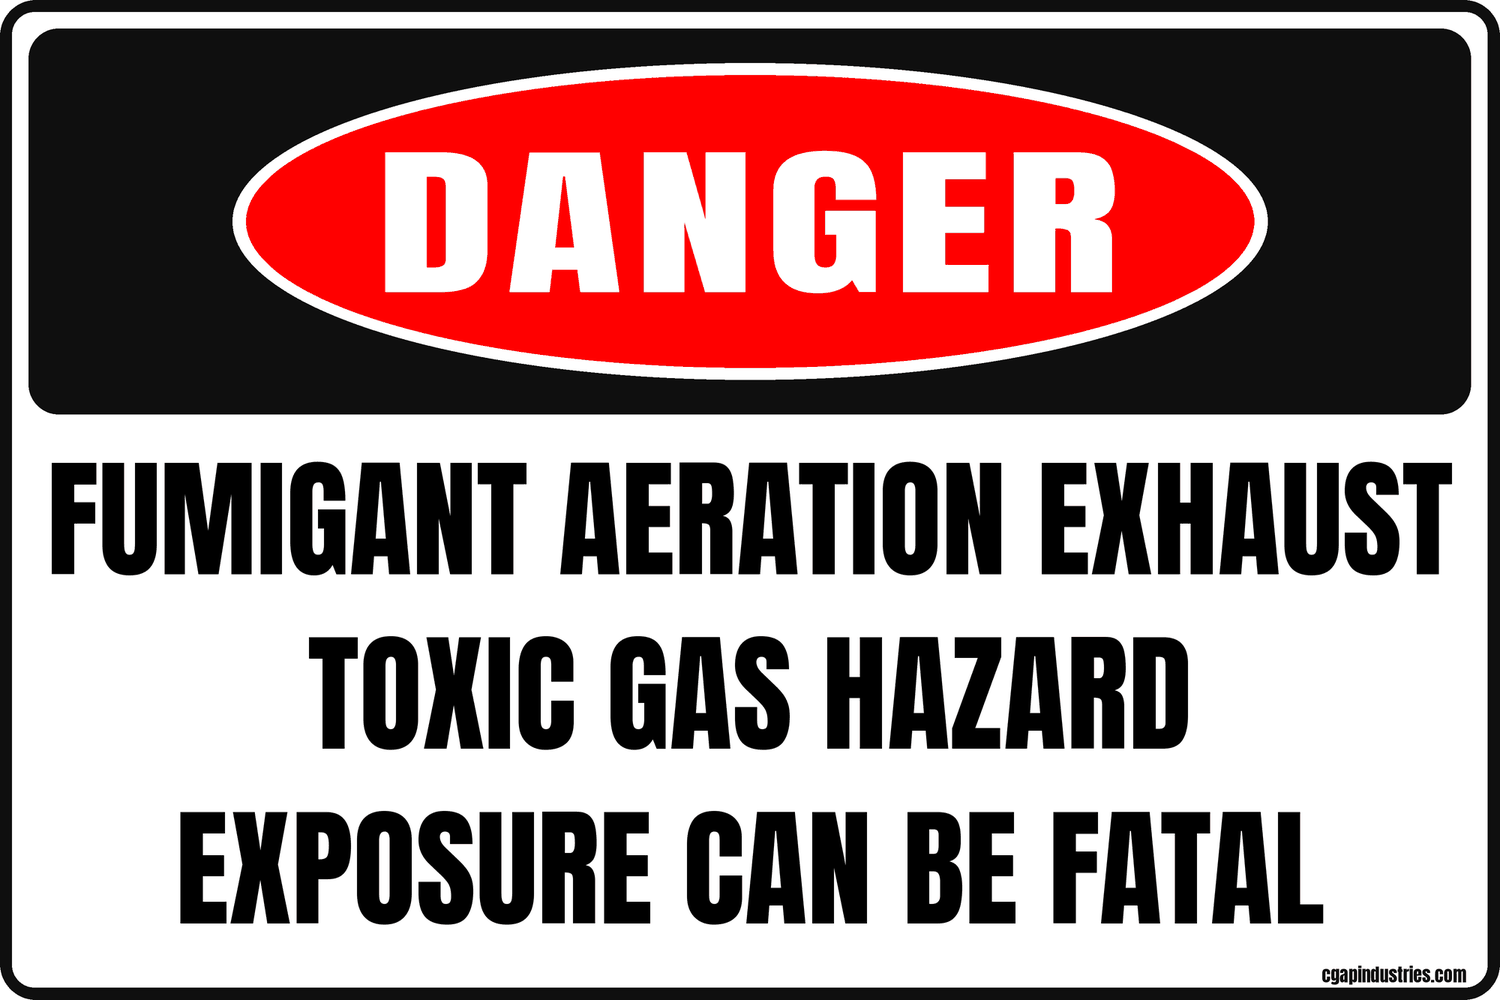 DANGER
FUMIGANT AERATION EXHAUST
TOXIC GAS HAZARD
EXPOSURE CAN BE FATAL
cgapindustries.com